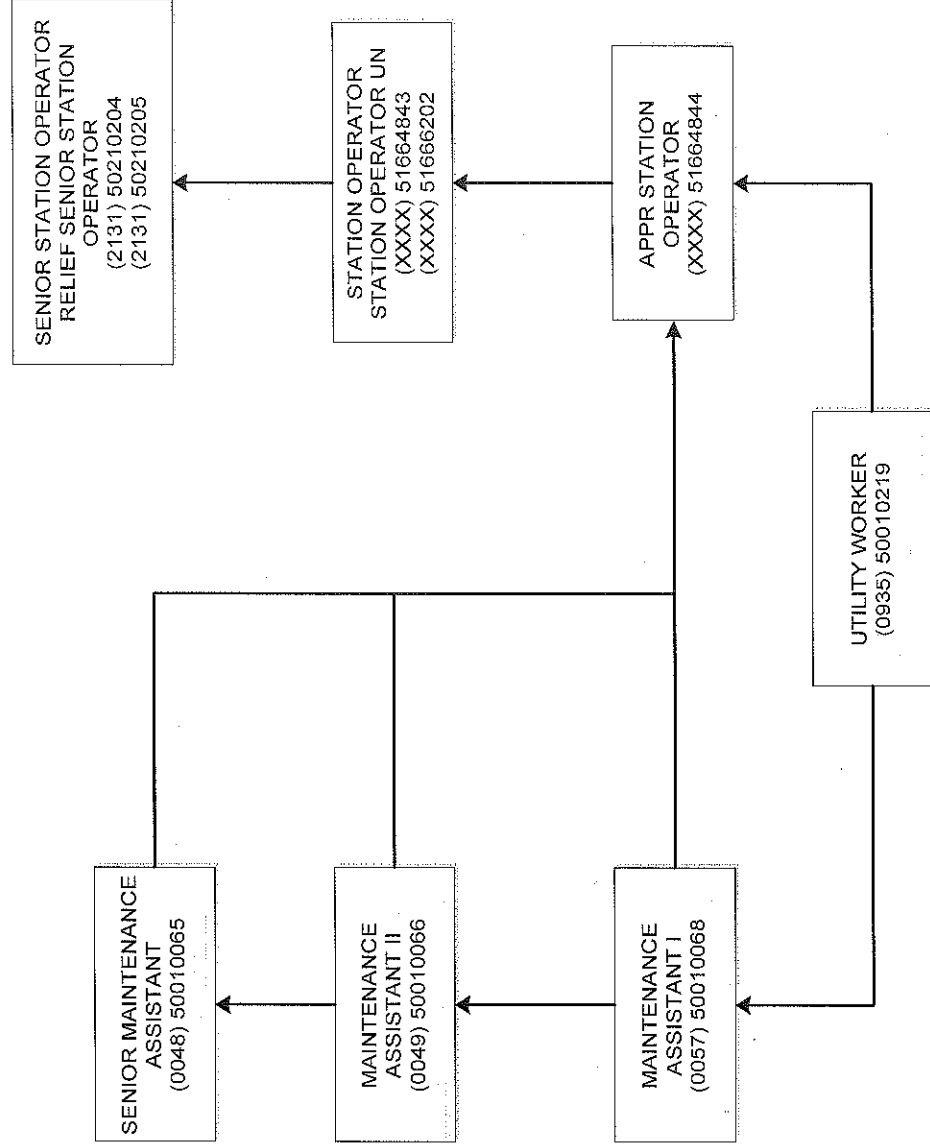 SENIOR STATION OPERATOR
RELIEF SENIOR STATION
OPERATOR
(2131) 50210204
(2131) 50210205
STATION OPERATOR
STATION OPERATOR UN
(XXXX) 51664843
(XXXX) 51666202
APPR STATION
OPERATOR
(XXXX) 51664844
SENIOR MAINTENANCE
ASSISTANT
(0048) 50010065
MAINTENANCE
ASSISTANT II
(0049) 50010066
MAINTENANCE
ASSISTANT I
(0057) 50010068
UTILITY WORKER
(0935) 50010219